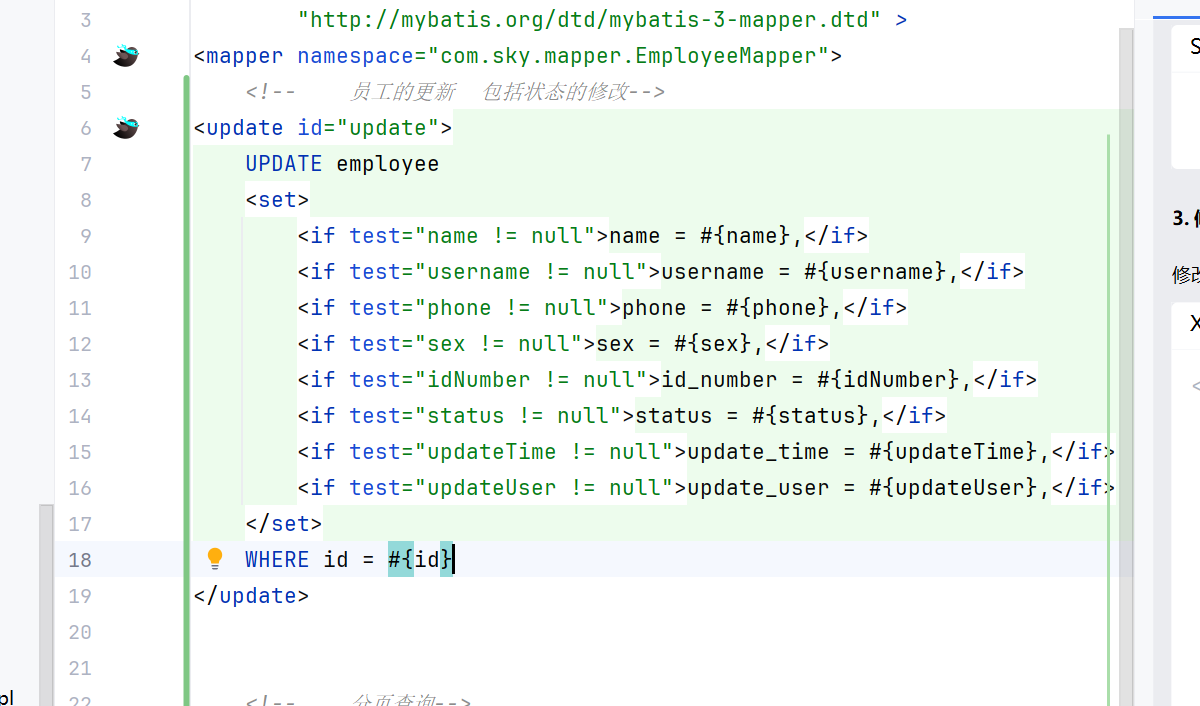 3 "http://mybatis.org/dtd/mybatis-3-mapper.dtd" >
4 <mapper namespace="com.sky.mapper.EmployeeMapper">
5 <!-- 员工的更新 包括状态的修改-->
6 <update id="update">
7 UPDATE employee
8 <set>
9 <if test="name != null">name = #{name},</if>
10 <if test="username != null">username = #{username},</if>
11 <if test="phone != null">phone = #{phone},</if>
12 <if test="sex != null">sex = #{sex},</if>
13 <if test="idNumber != null">id_number = #{idNumber},</if>
14 <if test="status != null">status = #{status},</if>
15 <if test="updateTime != null">update_time = #{updateTime},</if>
16 <if test="updateUser != null">update_user = #{updateUser},</if>
17 </set>
18 WHERE id = #{id}
19 </update>
20
21
22 <!-- 分页查询-->
pl
3.
修改